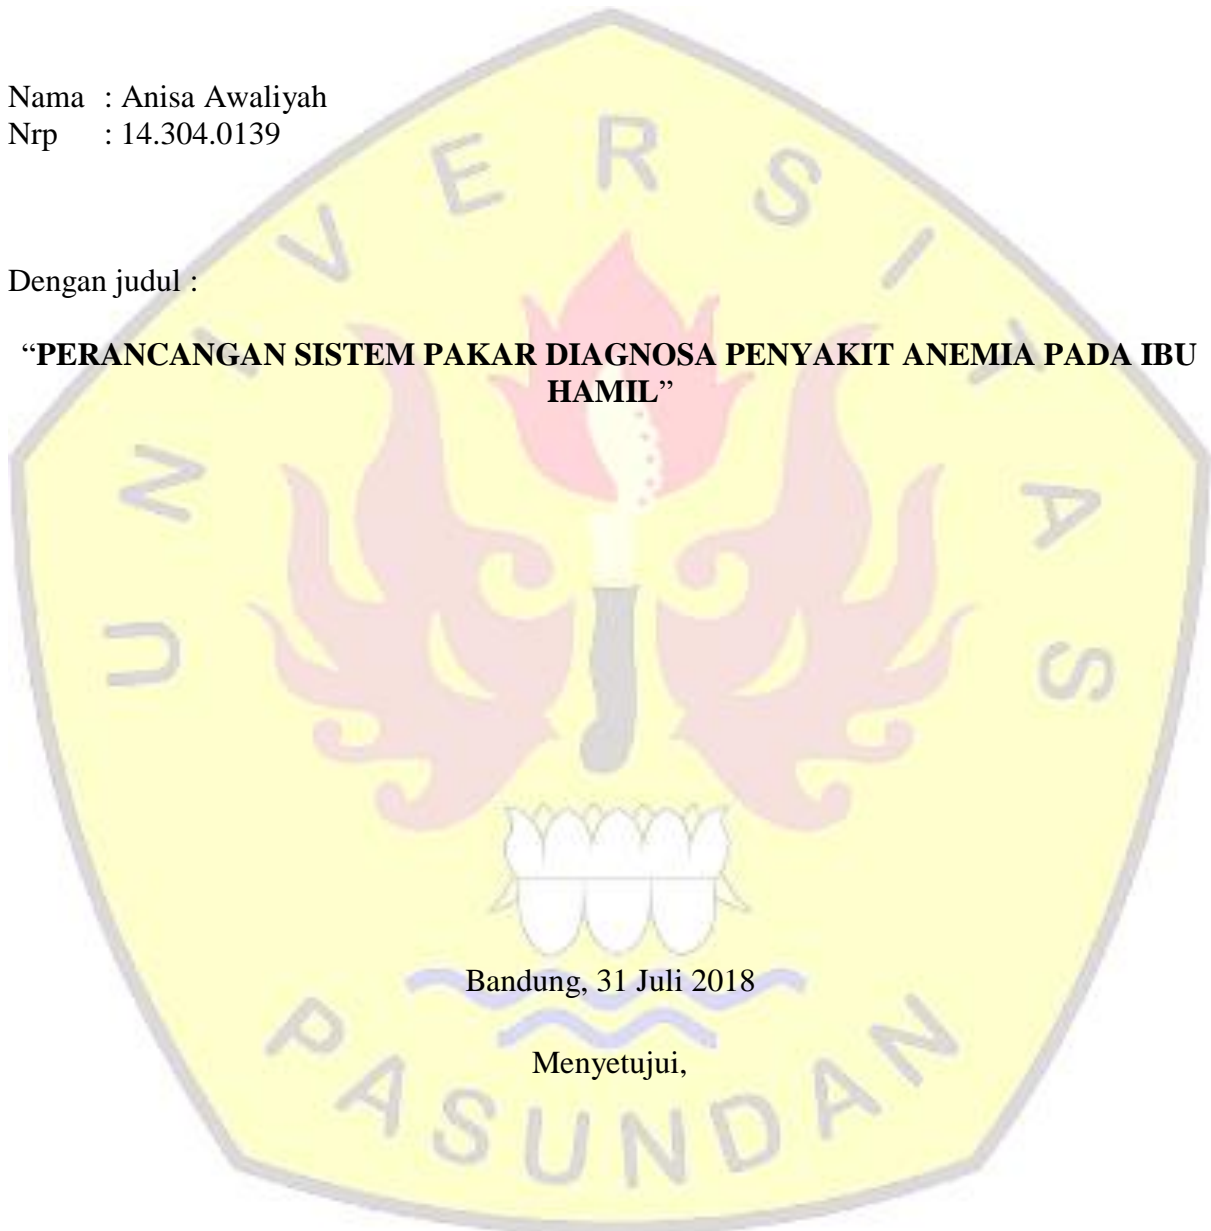 Nama : Anisa Awaliyah
Nrp : 14.304.0139
Dengan judul :
“PERANCANGAN SISTEM PAKAR DIAGNOSA PENYAKIT ANEMIA PADA IBU
HAMIL”
Bandung, 31 Juli 2018
Menyetujui,
UNIVERSITAS
PASUNDAN